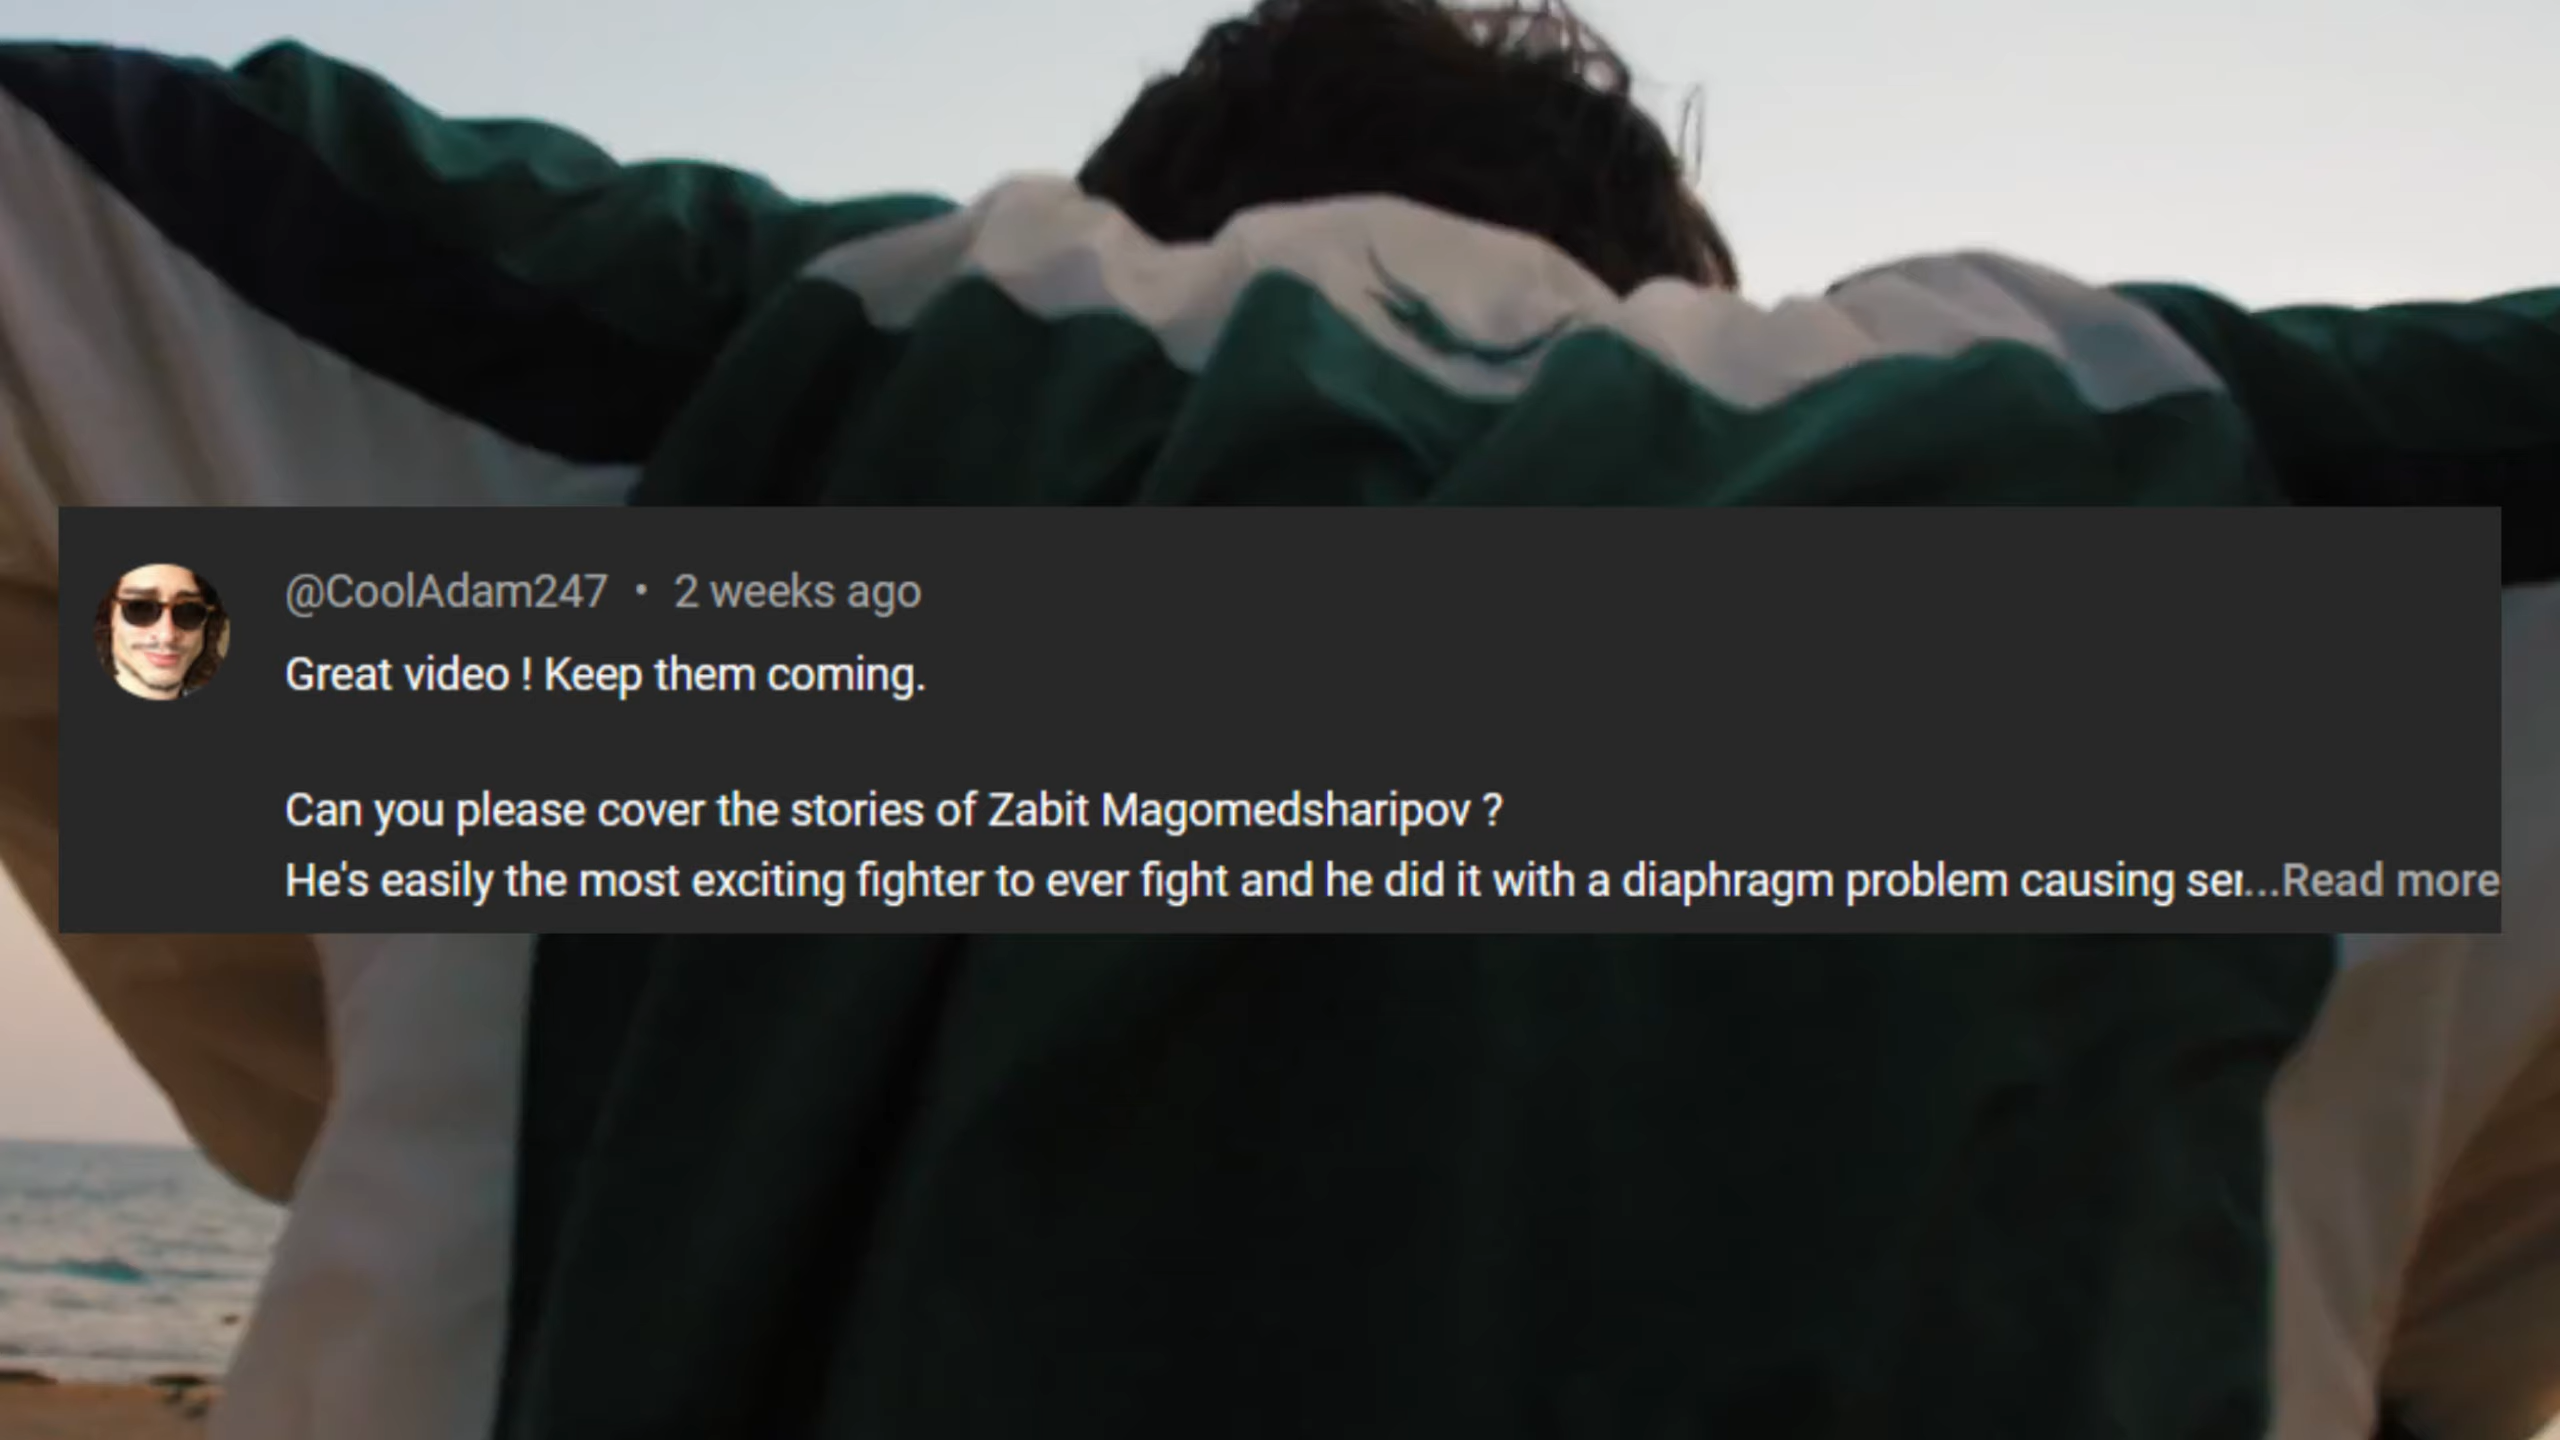 @CoolAdam247 • 2 weeks ago
Great video ! Keep them coming.
Can you please cover the stories of Zabit Magomedsharipov ?
He's easily the most exciting fighter to ever fight and he did it with a diaphragm problem causing ser...Read more